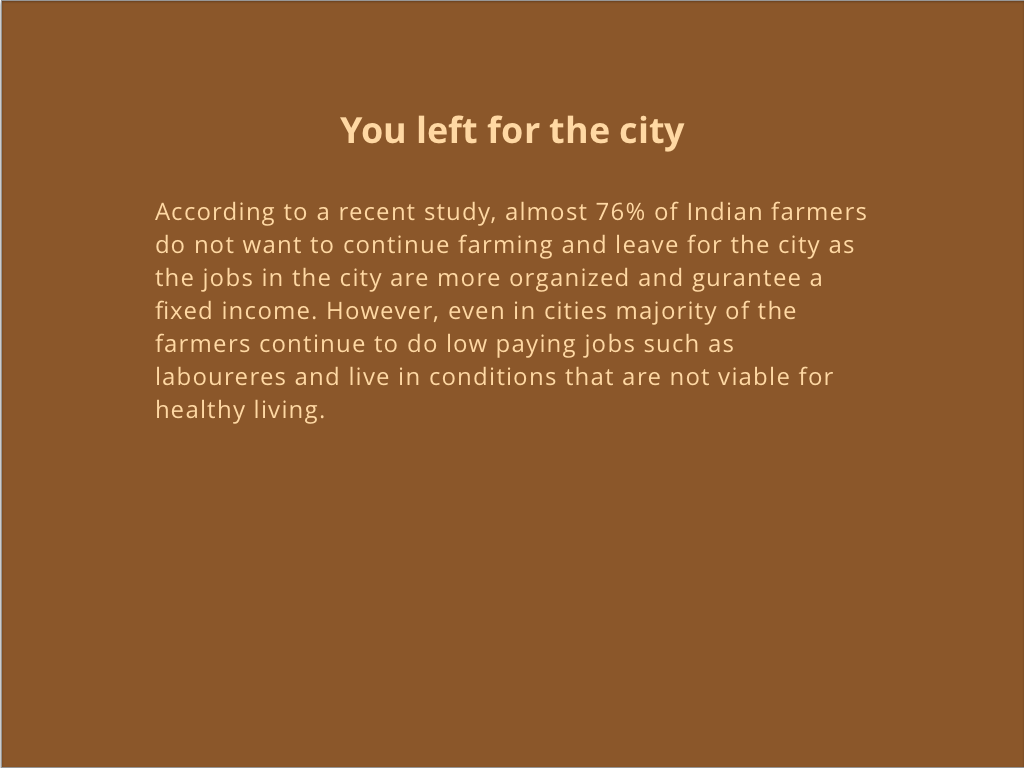 You left for the city
According to a recent study, almost 76% of Indian farmers
do not want to continue farming and leave for the city as
the jobs in the city are more organized and gurantee a
fixed income. However, even in cities majority of the
farmers continue to do low paying jobs such as
laboureres and live in conditions that are not viable for
healthy living.